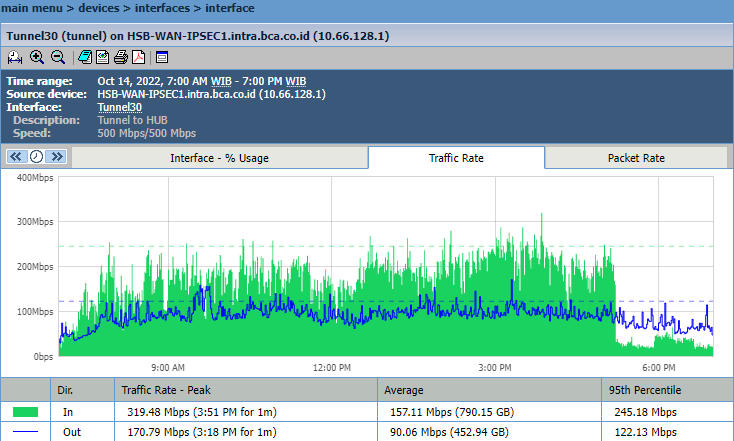 main menu > devices > interfaces > interface
Tunnel30 (tunnel) on HSB-WAN-IPSEC1.intra.bca.co.id (10.66.128.1)
Time range: Oct 14, 2022, 7:00 AM WIB - 7:00 PM WIB
Source device: HSB-WAN-IPSEC1.intra.bca.co.id (10.66.128.1)
Interface: Tunnel30
Description: Tunnel to HUB
Speed: 500 Mbps/500 Mbps
Interface - % Usage Traffic Rate Packet Rate
400Mbps
300Mbps
200Mbps
100Mbps
0bps
9:00 AM 12:00 PM 3:00 PM 6:00 PM
Dir. Traffic Rate - Peak Average 95th Percentile
In 319.48 Mbps (3:51 PM for 1m) 157.11 Mbps (790.15 GB) 245.18 Mbps
Out 170.79 Mbps (3:18 PM for 1m) 90.06 Mbps (452.94 GB) 122.13 Mbps